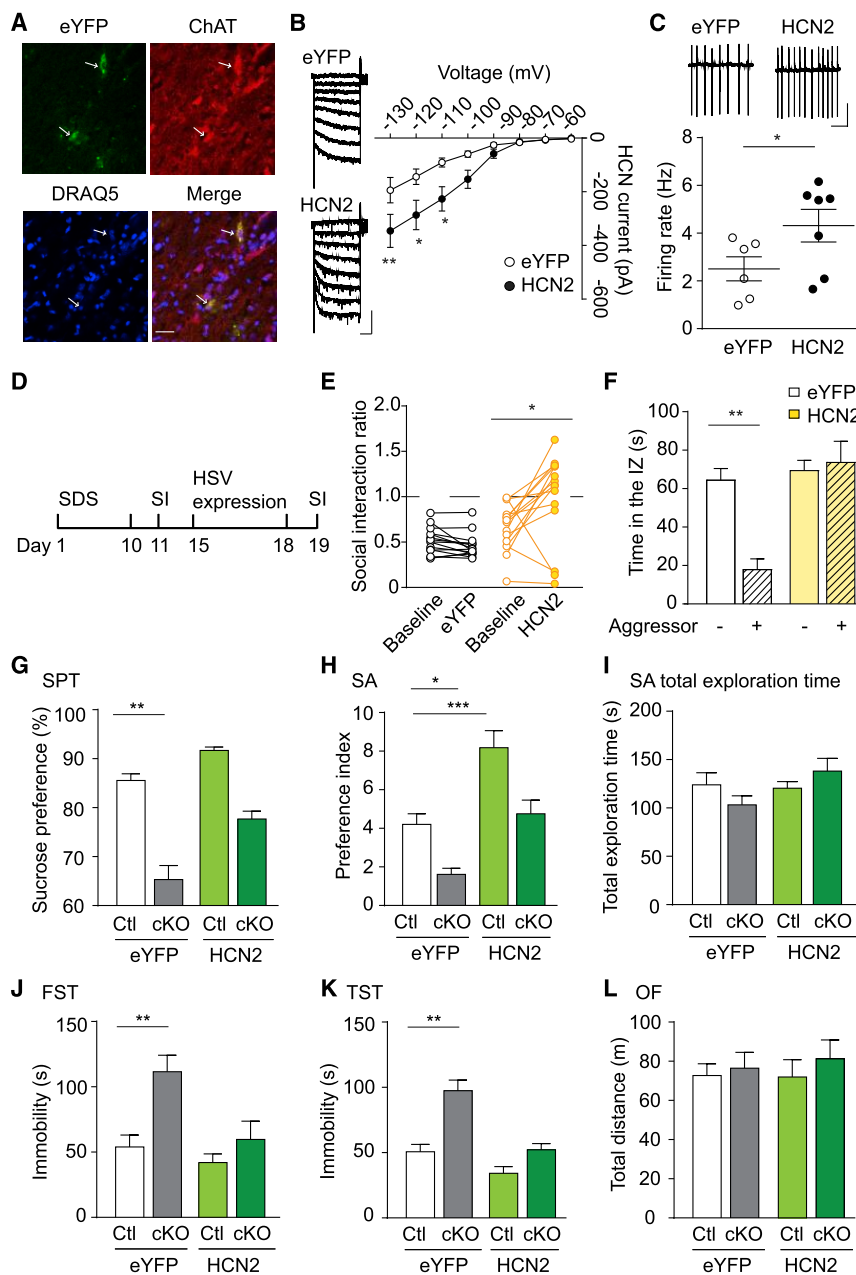 A
eYFP
ChAT
DRAQ5
Merge
B
eYFP
HCN2
Voltage (mV)
-130
-120
-110
-100
-90
-80
-70
-60
0
-200
-400
-600
HCN current (pA)
**
*
*
eYFP
HCN2
C
eYFP
HCN2
*
Firing rate (Hz)
8
6
4
2
0
eYFP
HCN2
D
SDS
SI
HSV
expression
SI
Day 1
10
11
15
18
19
E
Social interaction ratio
2.0
1.5
1.0
0.5
0.5
*
Baseline
eYFP
Baseline
HCN2
F
eYFP
HCN2
Time in the IZ (s)
100
80
60
40
20
0
**
Aggressor
-
+
-
+
G
SPT
Sucrose preference (%)
100
90
80
70
60
60
**
Ctl
cKO
Ctl
cKO
eYFP
HCN2
H
SA
Preference index
10
8
6
4
2
0
*
***
Ctl
cKO
Ctl
cKO
eYFP
HCN2
I
SA total exploration time
Total exploration time (s)
200
150
100
50
0
Ctl
cKO
Ctl
cKO
eYFP
HCN2
J
FST
Immobility (s)
150
100
50
0
**
Ctl
cKO
Ctl
cKO
eYFP
HCN2
K
TST
Immobility (s)
150
100
50
0
**
Ctl
cKO
Ctl
cKO
eYFP
HCN2
L
OF
Total distance (m)
100
80
60
40
20
0
Ctl
cKO
Ctl
cKO
eYFP
HCN2